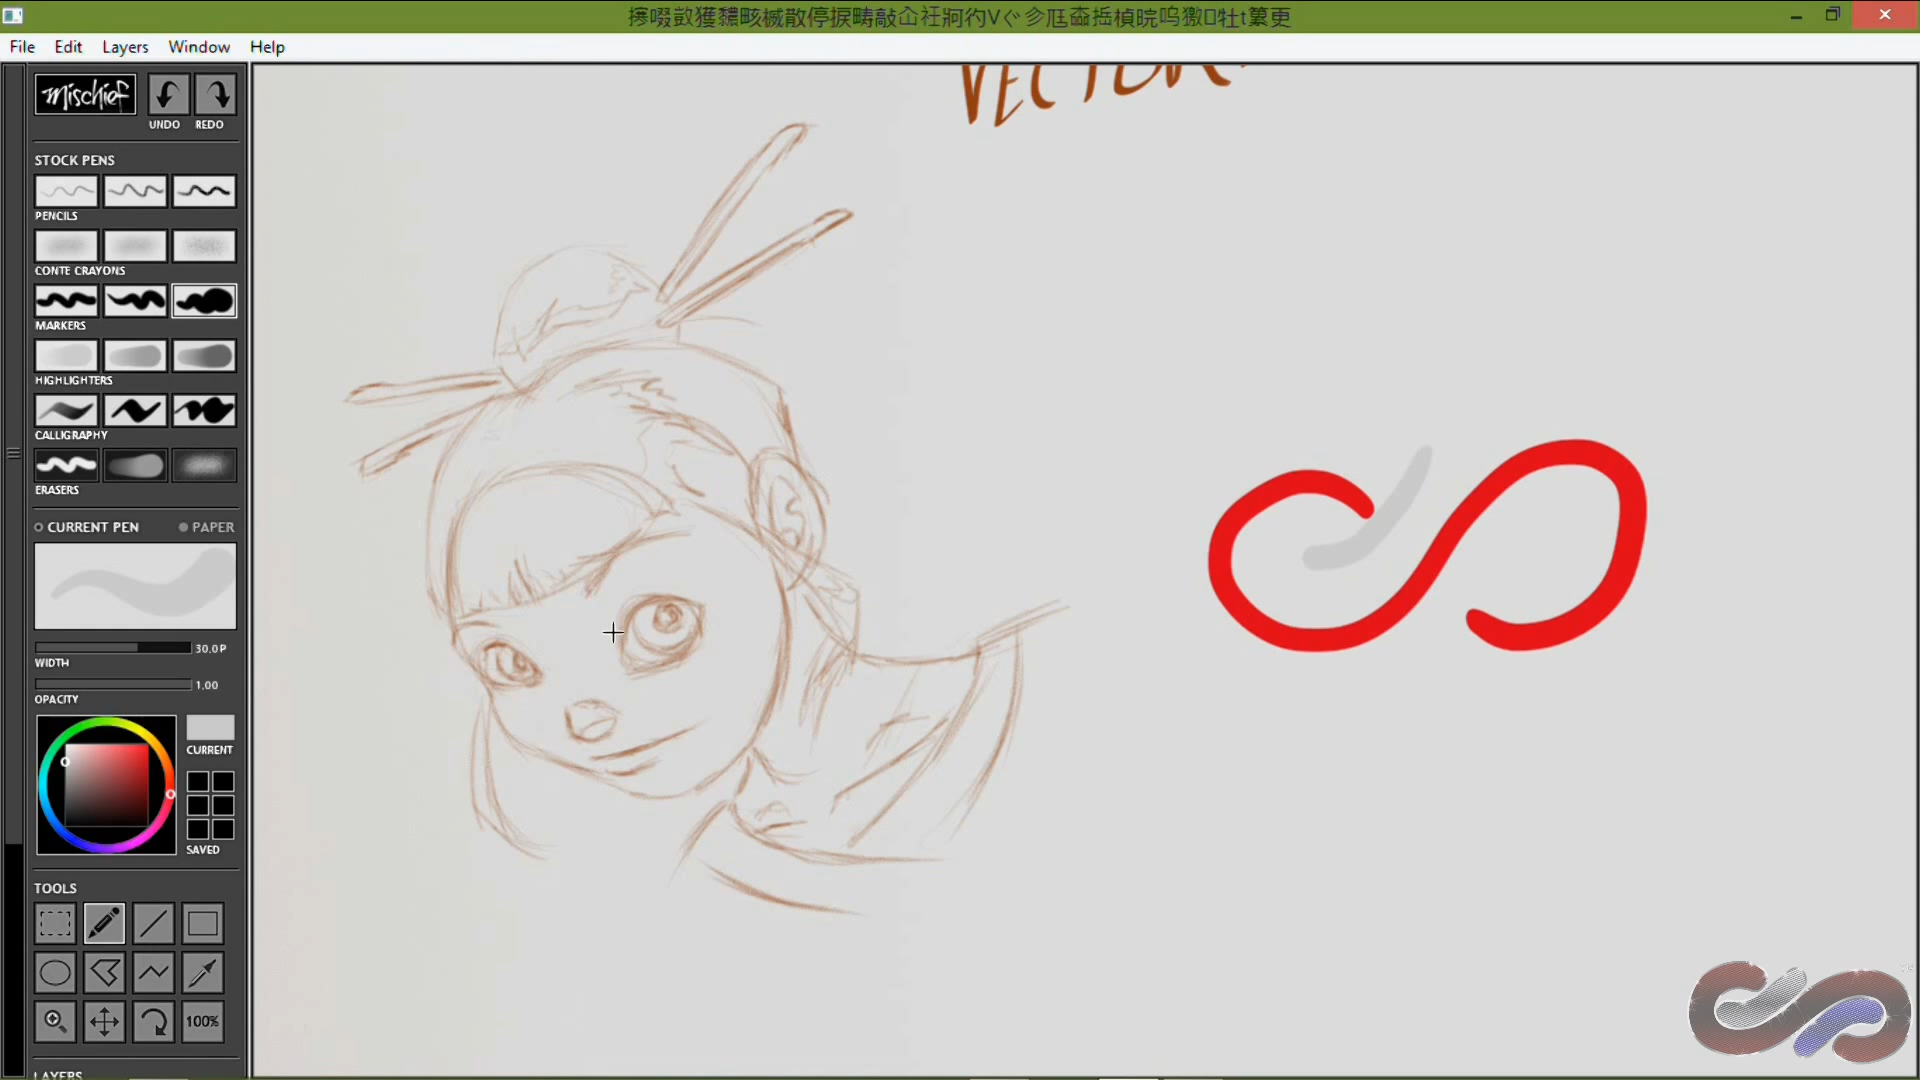 File Edit Layers Window Help
mischief
UNDO REDO
STOCK PENS
PENCILS
CONTE CRAYONS
MARKERS
HIGHLIGHTERS
CALLIGRAPHY
ERASERS
CURRENT PEN PAPER
30.0P
WIDTH
1.00
OPACITY
CURRENT
SAVED
TOOLS
100%
LAYERS
VECTOR